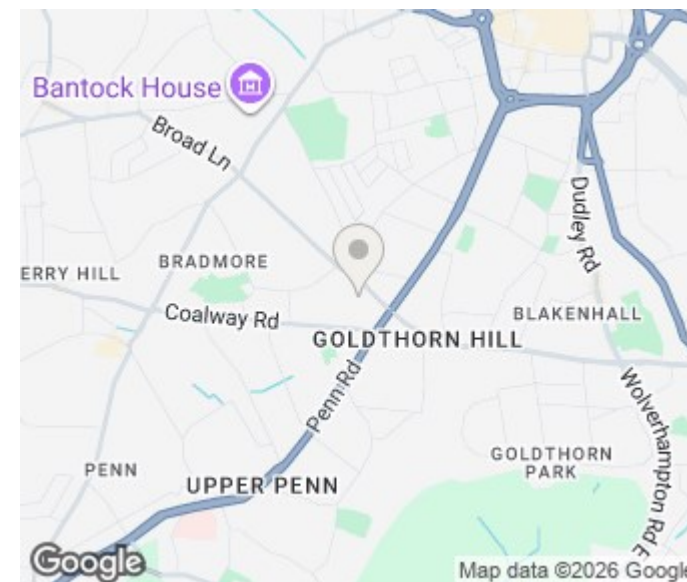 Bantock House
Broad Ln
Dudley Rd
BRADMORE
ERRY HILL
Coalway Rd
BLAKENHALL
GOLDTHORN HILL
Penn Rd
Wolverhampton Rd E
GOLDTHORN
PARK
PENN
UPPER PENN
Google
Map data ©2026 Google